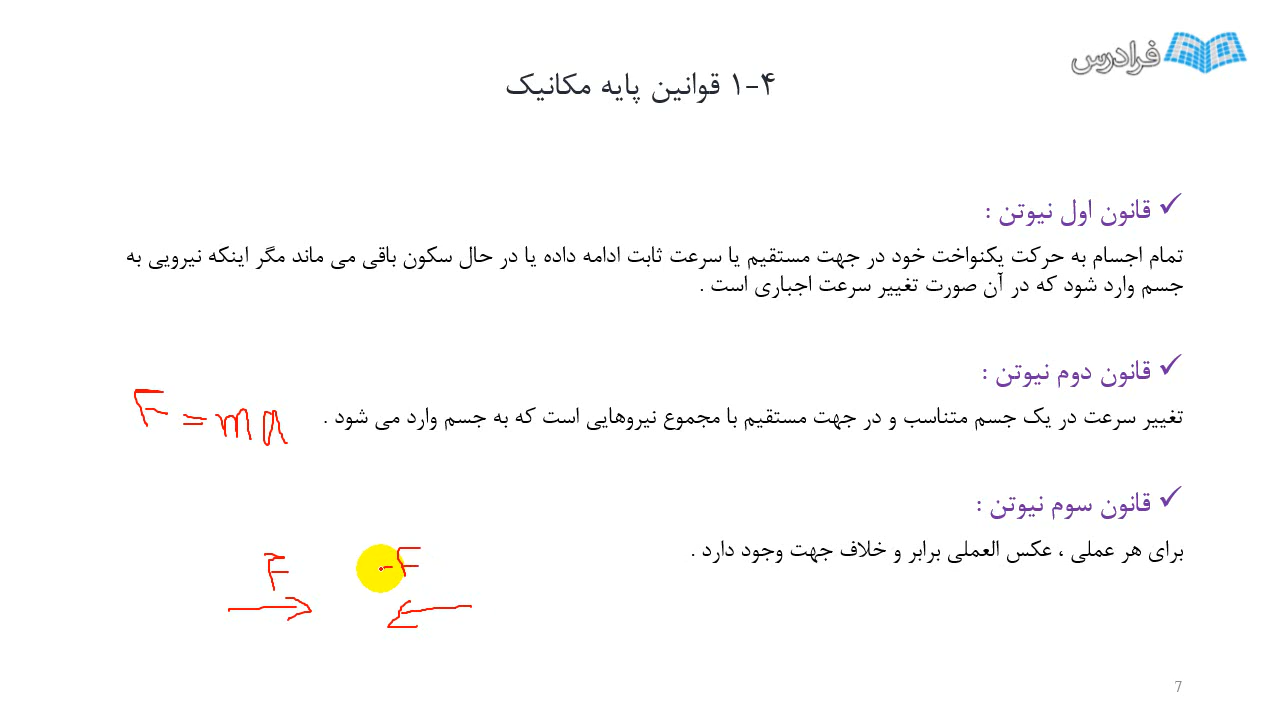 فرادرس
۱-۴ قوانین پایه مکانیک
✓ قانون اول نیوتن :
تمام اجسام به حرکت یکنواخت خود در جهت مستقیم یا سرعت ثابت ادامه داده یا در حال سکون باقی می ماند مگر اینکه نیرویی به
جسم وارد شود که در آن صورت تغییر سرعت اجباری است .
✓ قانون دوم نیوتن :
تغییر سرعت در یک جسم متناسب و در جهت مستقیم با مجموع نیروهایی است که به جسم وارد می شود .
F = ma
✓ قانون سوم نیوتن :
برای هر عملی ، عکس العملی برابر و خلاف جهت وجود دارد .
F
-F
7